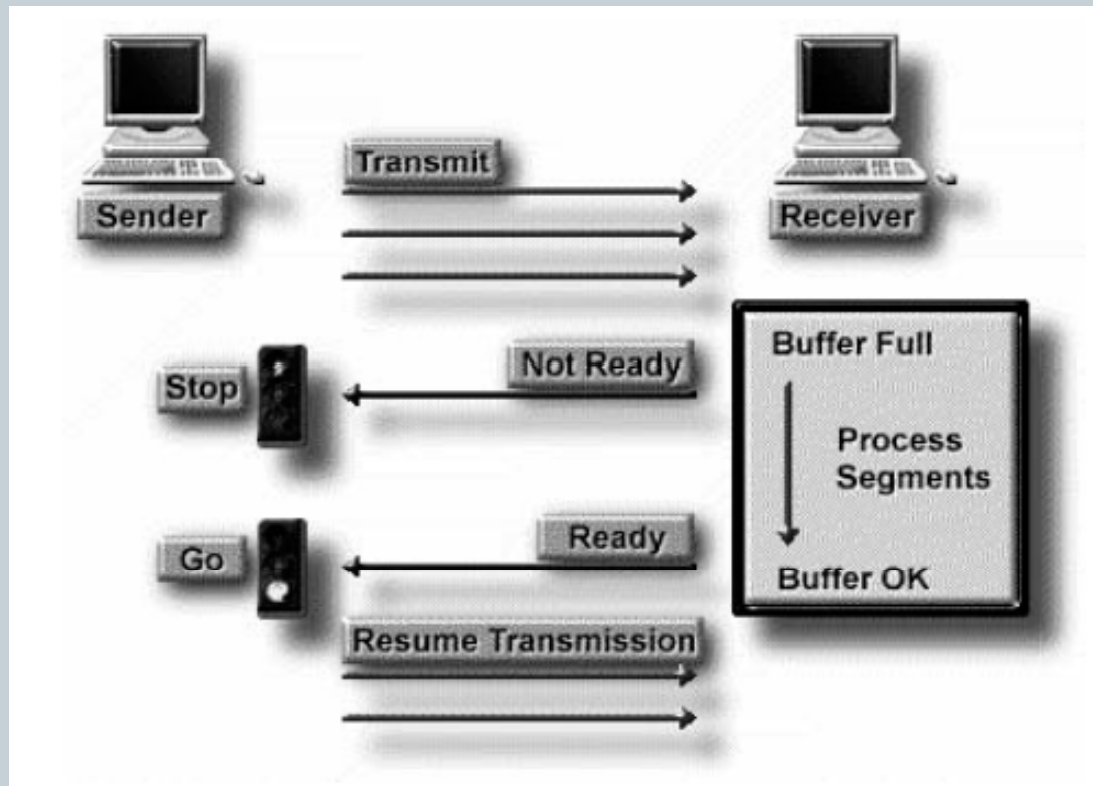 Transmit
Sender
Receiver
Buffer Full
Not Ready
Stop
Process
Segments
Ready
Go
Buffer OK
Resume Transmission